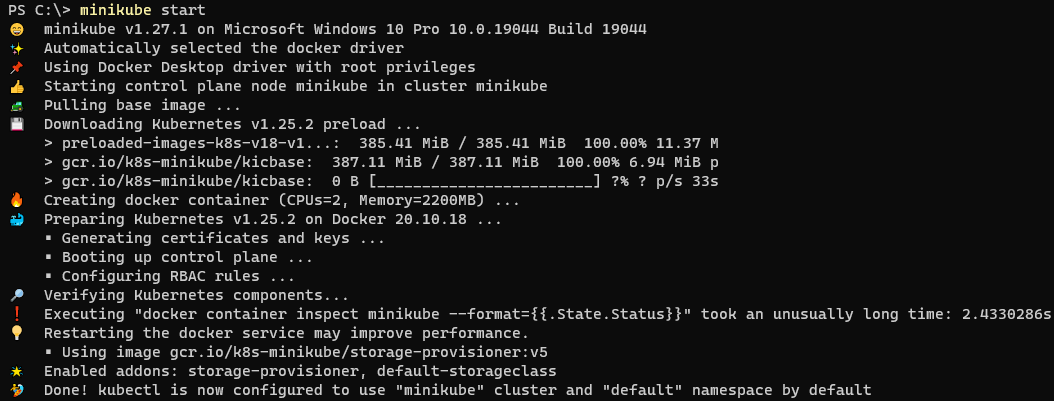 PS C:\> minikube start
😄 minikube v1.27.1 on Microsoft Windows 10 Pro 10.0.19044 Build 19044
✨ Automatically selected the docker driver
📌 Using Docker Desktop driver with root privileges
👍 Starting control plane node minikube in cluster minikube
🚜 Pulling base image ...
💾 Downloading Kubernetes v1.25.2 preload ...
> preloaded-images-k8s-v18-v1...: 385.41 MiB / 385.41 MiB 100.00% 11.37 M
> gcr.io/k8s-minikube/kicbase: 387.11 MiB / 387.11 MiB 100.00% 6.94 MiB p
> gcr.io/k8s-minikube/kicbase: 0 B [________________________] ?% ? p/s 33s
🔥 Creating docker container (CPUs=2, Memory=2200MB) ...
🐳 Preparing Kubernetes v1.25.2 on Docker 20.10.18 ...
▪ Generating certificates and keys ...
▪ Booting up control plane ...
▪ Configuring RBAC rules ...
🔎 Verifying Kubernetes components...
❗ Executing "docker container inspect minikube --format={{.State.Status}}" took an unusually long time: 2.4330286s
💡 Restarting the docker service may improve performance.
▪ Using image gcr.io/k8s-minikube/storage-provisioner:v5
🌟 Enabled addons: storage-provisioner, default-storageclass
🏄 Done! kubectl is now configured to use "minikube" cluster and "default" namespace by default